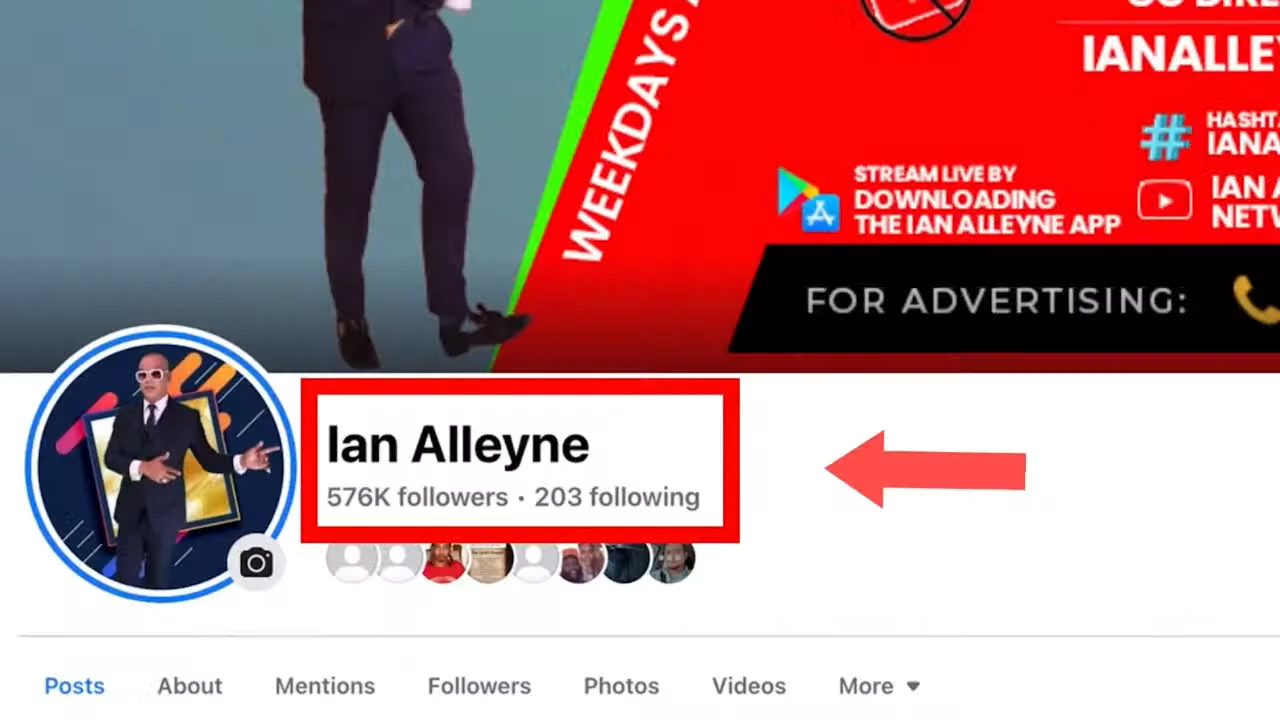 WEEKDAYS
IANALLEY
#
HASHT
IANA
STREAM LIVE BY
DOWNLOADING
THE IAN ALLEYNE APP
IAN A
NETW
FOR ADVERTISING:
Ian Alleyne
576K followers · 203 following
Posts
About
Mentions
Followers
Photos
Videos
More